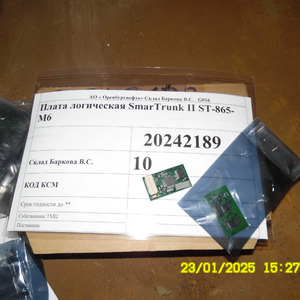 АО «Оренбургнефть» Склад Баркова В.С. G016
Плата логическая SmarTrunk II ST-865-
M6
20242189
Склад Баркова В.С.
10
КОД КСМ
Срок годности до **
Собственник ТМЦ
Поставщик
23/01/2025 15:27